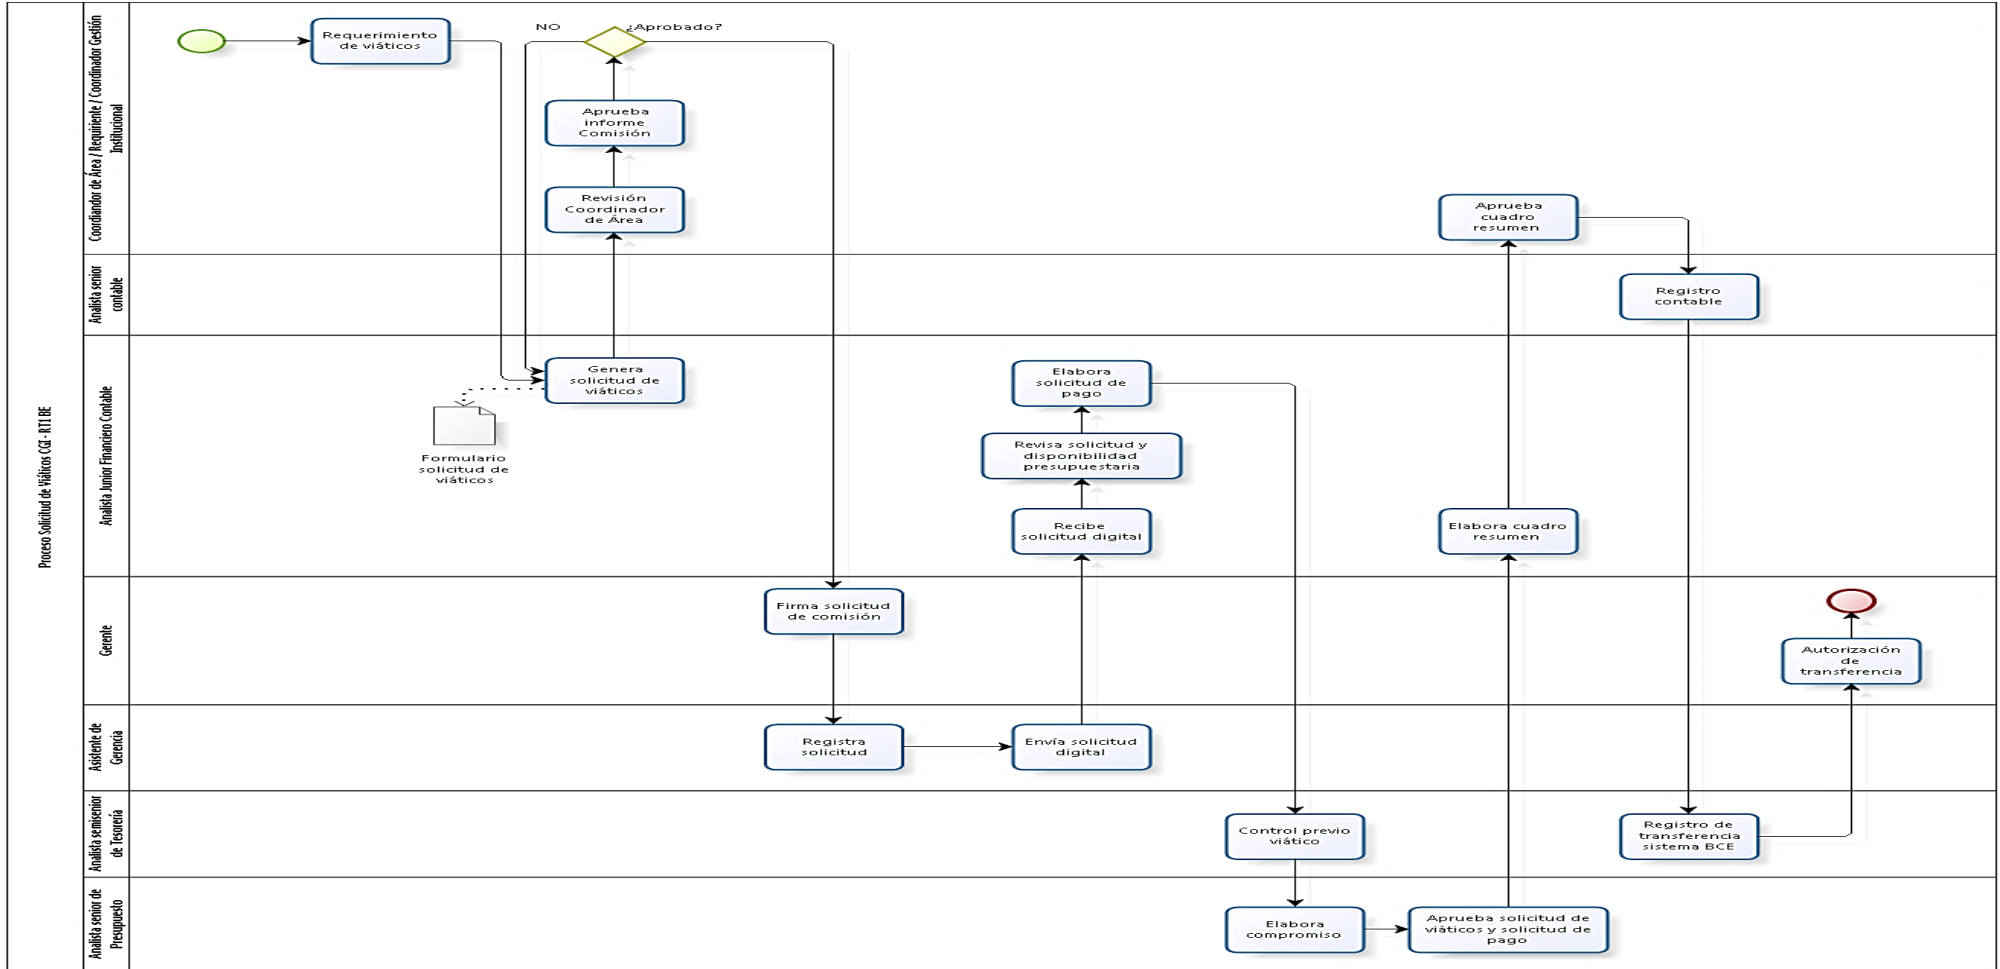 Proceso Solicitud de Viáticos CGI - RTI BE
Coordiandor de Área / Requiriente / Coordinador Gestión
Institucional
Requerimiento
de viáticos
NO
¿Aprobado?
Aprueba
informe
Comisión
Revisión
Coordinador
de Área
Aprueba
cuadro
resumen
Analista senior
contable
Registro
contable
Analista Junior Financiero Contable
Genera
solicitud de
viáticos
Formulario
solicitud de
viáticos
Elabora
solicitud de
pago
Revisa solicitud y
disponibilidad
presupuestaria
Recibe
solicitud digital
Elabora cuadro
resumen
Gerente
Firma solicitud
de comisión
Autorización
de
transferencia
Asistente de
Gerencia
Registra
solicitud
Envía solicitud
digital
Analista semisenior
de Tesorería
Control previo
viático
Registro de
transferencia
sistema BCE
Analista senior de
Presupuesto
Elabora
compromiso
Aprueba solicitud de
viáticos y solicitud de
pago